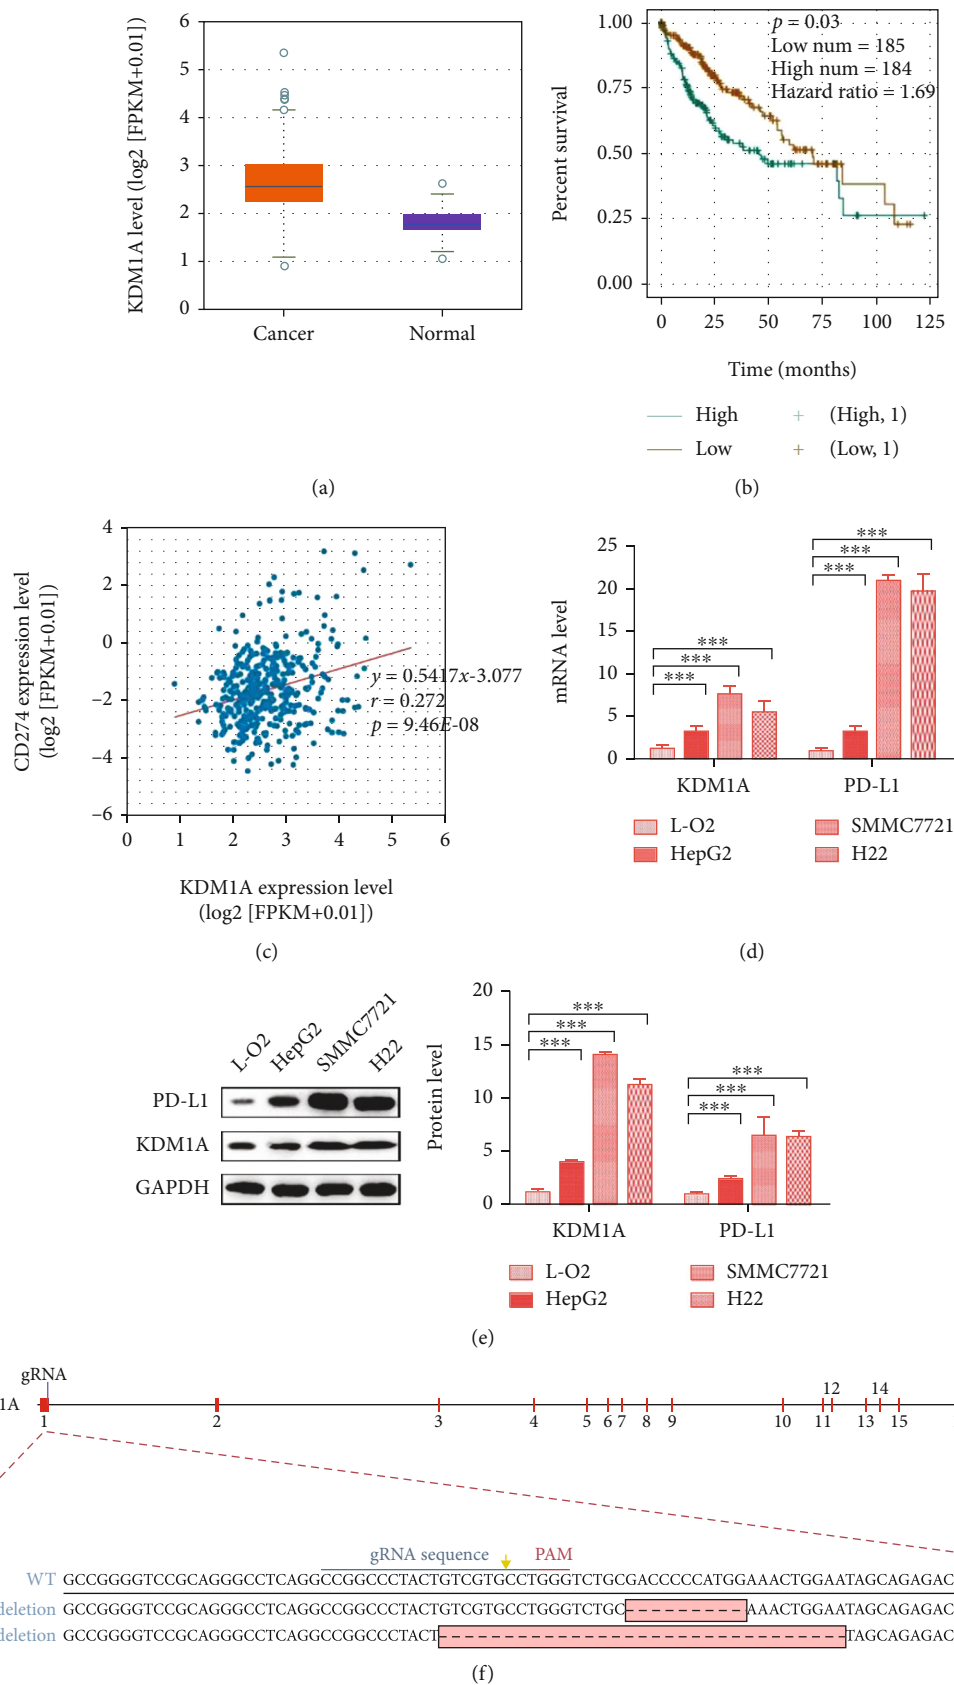 KDM1A level (log2 [FPKM+0.01])
6
5
4
3
2
1
0
Cancer Normal
(a)
Percent survival
1.00
0.75
0.50
0.25
0.00
p = 0.03
Low num = 185
High num = 184
Hazard ratio = 1.69
0 25 50 75 100 125
Time (months)
High + (High, 1)
Low + (Low, 1)
(b)
CD274 expression level
(log2 [FPKM+0.01])
4
2
0
−2
−4
−6
y = 0.5417x-3.077
r = 0.272
p = 9.46E-08
0 1 2 3 4 5 6
KDM1A expression level
(log2 [FPKM+0.01])
(c)
mRNA level
25
20
15
10
5
0
*** *** ***
*** *** ***
KDM1A PD-L1
L-O2 SMMC7721
HepG2 H22
(d)
L-O2 HepG2 SMMC7721 H22
PD-L1
KDM1A
GAPDH
Protein level
20
15
10
5
0
*** *** ***
*** *** ***
KDM1A PD-L1
L-O2 SMMC7721
HepG2 H22
(e)
gRNA
1A
1 2 3 4 5 6 7 8 9 10 11 12 13 14 15
gRNA sequence PAM
WT GCCGGGGTCCGCAGGGCCTCAGGCCGGCCCTACTGTCGTGCCTGGGTCTGCGACCCCCATGGAAACTGGAATAGCAGAGAC
deletion GCCGGGGTCCGCAGGGCCTCAGGCCGGCCCTACTGTCGTGCCTGGGTCTGC------------AAACTGGAATAGCAGAGAC
deletion GCCGGGGTCCGCAGGGCCTCAGGCCGGCCCTACT------------------------------------TAGCAGAGAC
(f)